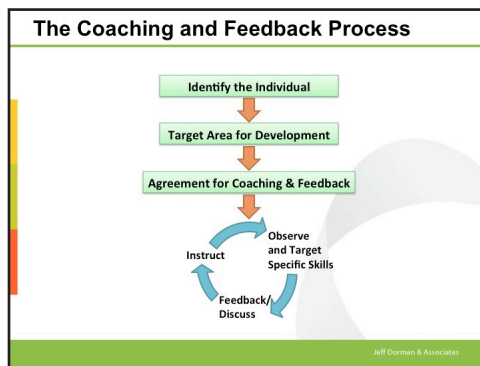 The Coaching and Feedback Process
Identify the Individual
Target Area for Development
Agreement for Coaching & Feedback
Observe
and Target
Specific Skills
Instruct
Feedback/
Discuss
Jeff Dorman & Associates